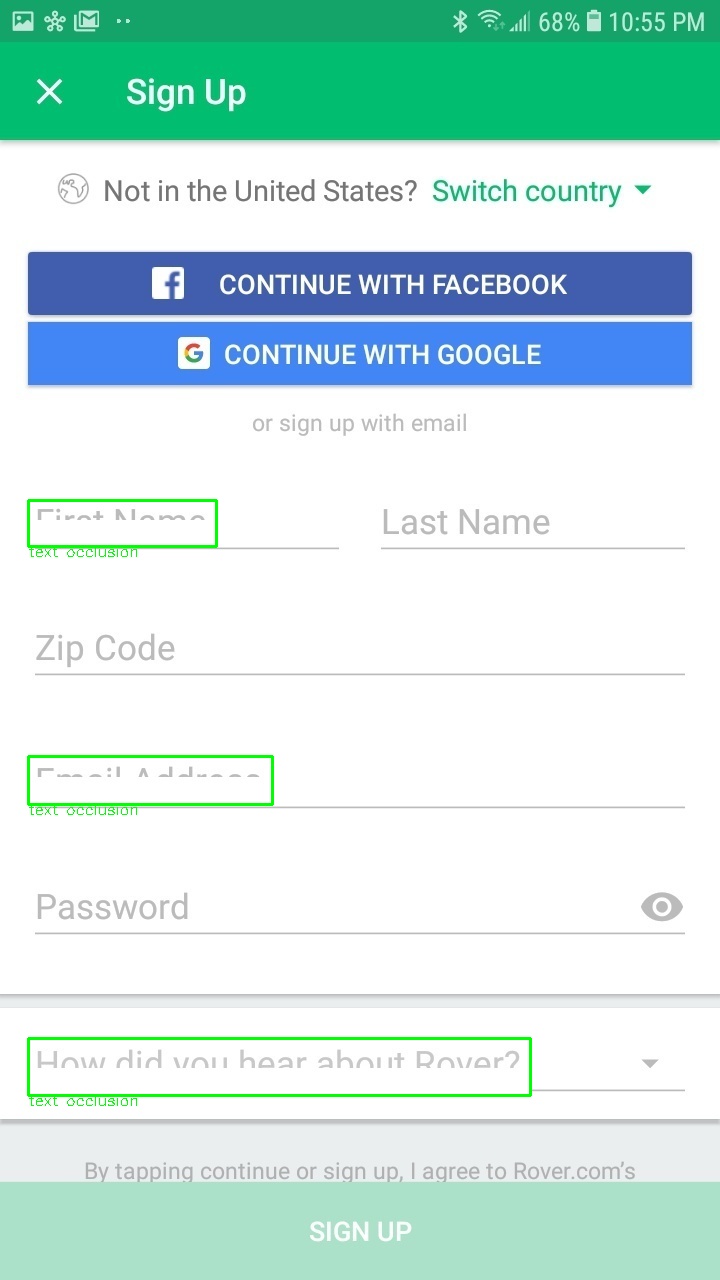 68% 10:55 PM
Sign Up
Not in the United States? Switch country
CONTINUE WITH FACEBOOK
G CONTINUE WITH GOOGLE
or sign up with email
First Name Last Name
text occlusion
Zip Code
Email Address
text occlusion
Password
How did you hear about Rover?
text occlusion
By tapping continue or sign up, I agree to Rover.com’s
SIGN UP